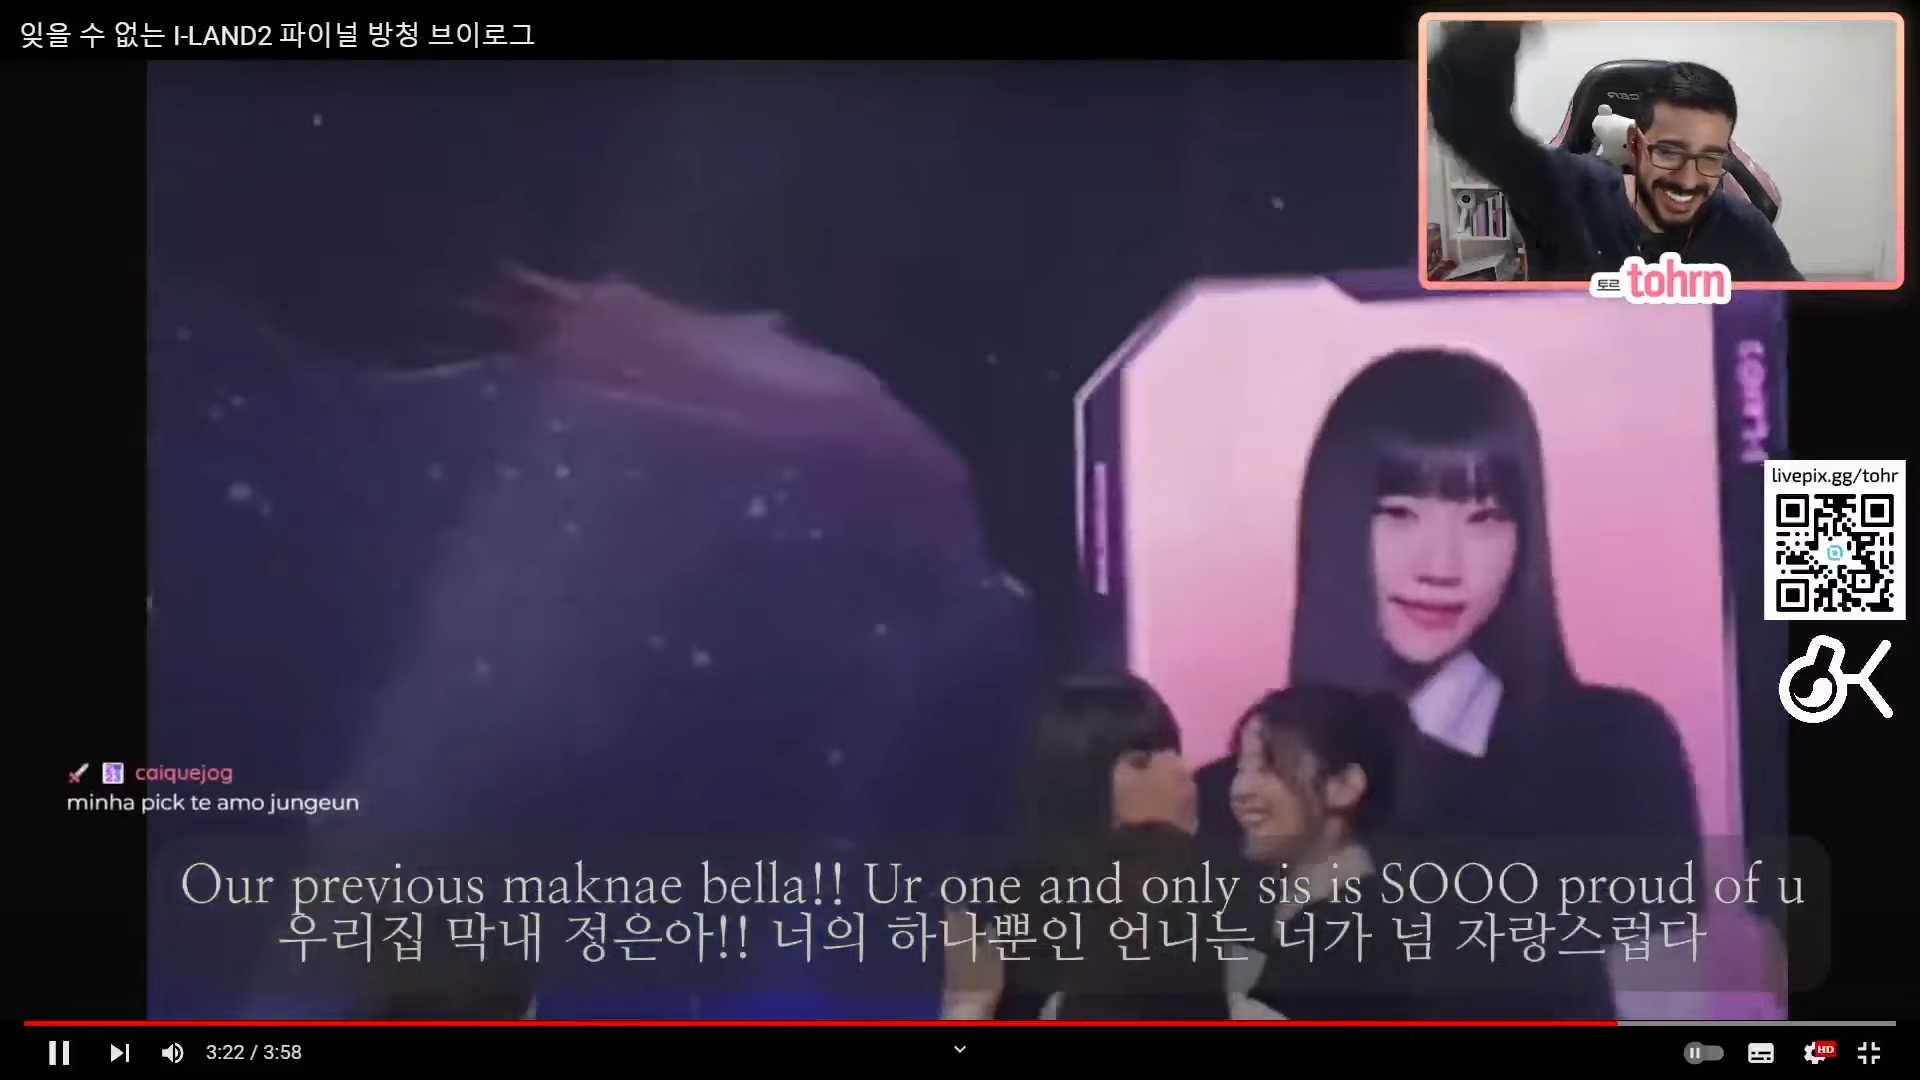 잊을 수 없는 I-LAND2 파이널 방청 브이로그
토르 tohrn
livepix.gg/tohr
caiquejog
minha pick te amo jungeun
Our previous maknae bella!! Ur one and only sis is SOOO proud of u
우리집 막내 정은아!! 너의 하나뿐인 언니는 너가 넘 자랑스럽다
3:22 / 3:58
HD